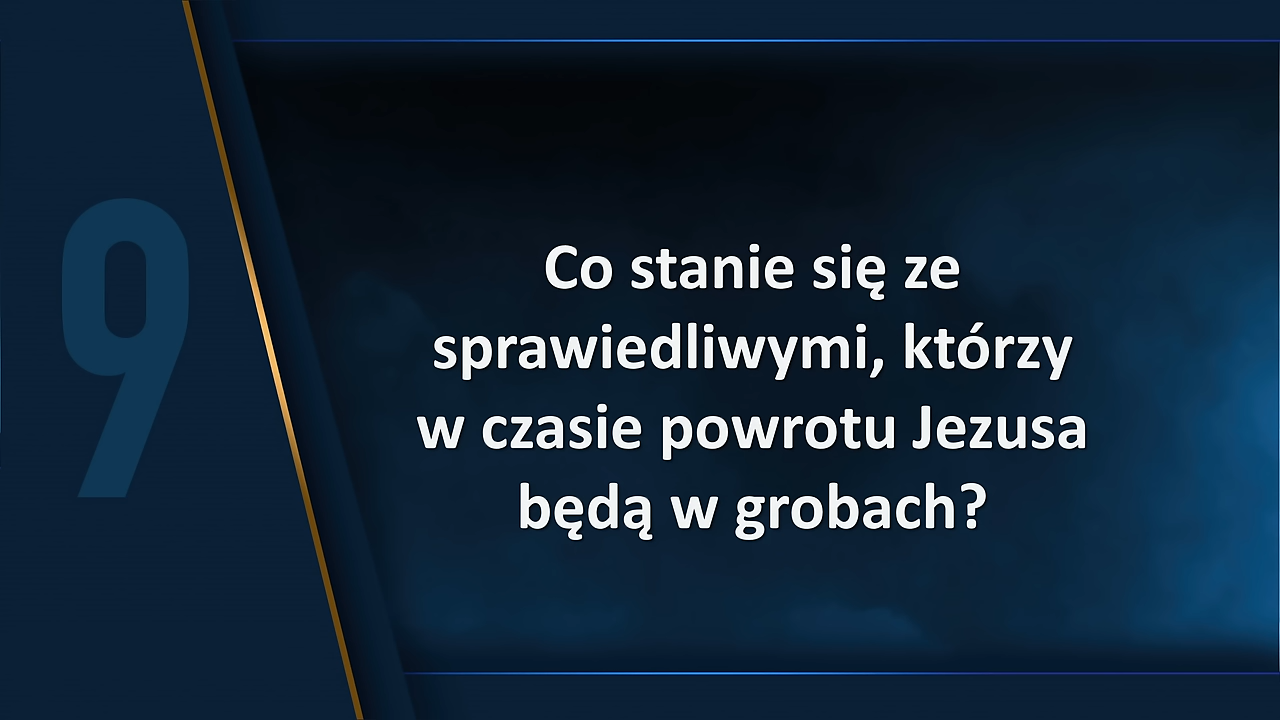 9
Co stanie się ze
sprawiedliwymi, którzy
w czasie powrotu Jezusa
będą w grobach?